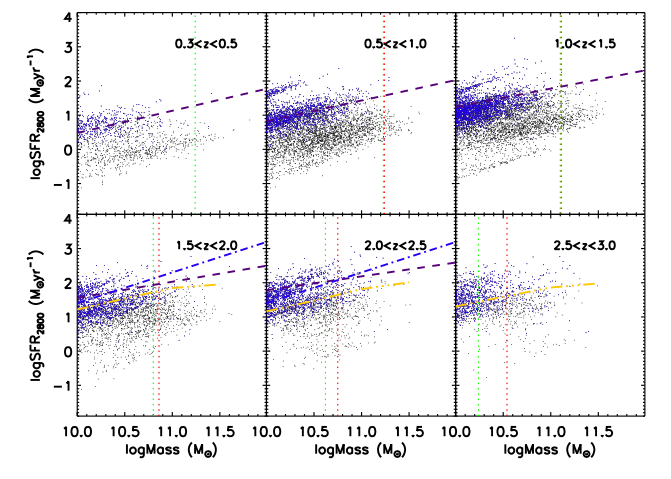 4
3
2
1
0
−1
logSFR2800 (M⊙yr−1)
0.3<z<0.5
0.5<z<1.0
1.0<z<1.5
4
3
2
1
0
−1
logSFR2800 (M⊙yr−1)
1.5<z<2.0
2.0<z<2.5
2.5<z<3.0
10.0 10.5 11.0 11.5 10.0 10.5 11.0 11.5 10.0 10.5 11.0 11.5
logMass (M⊙) logMass (M⊙) logMass (M⊙)